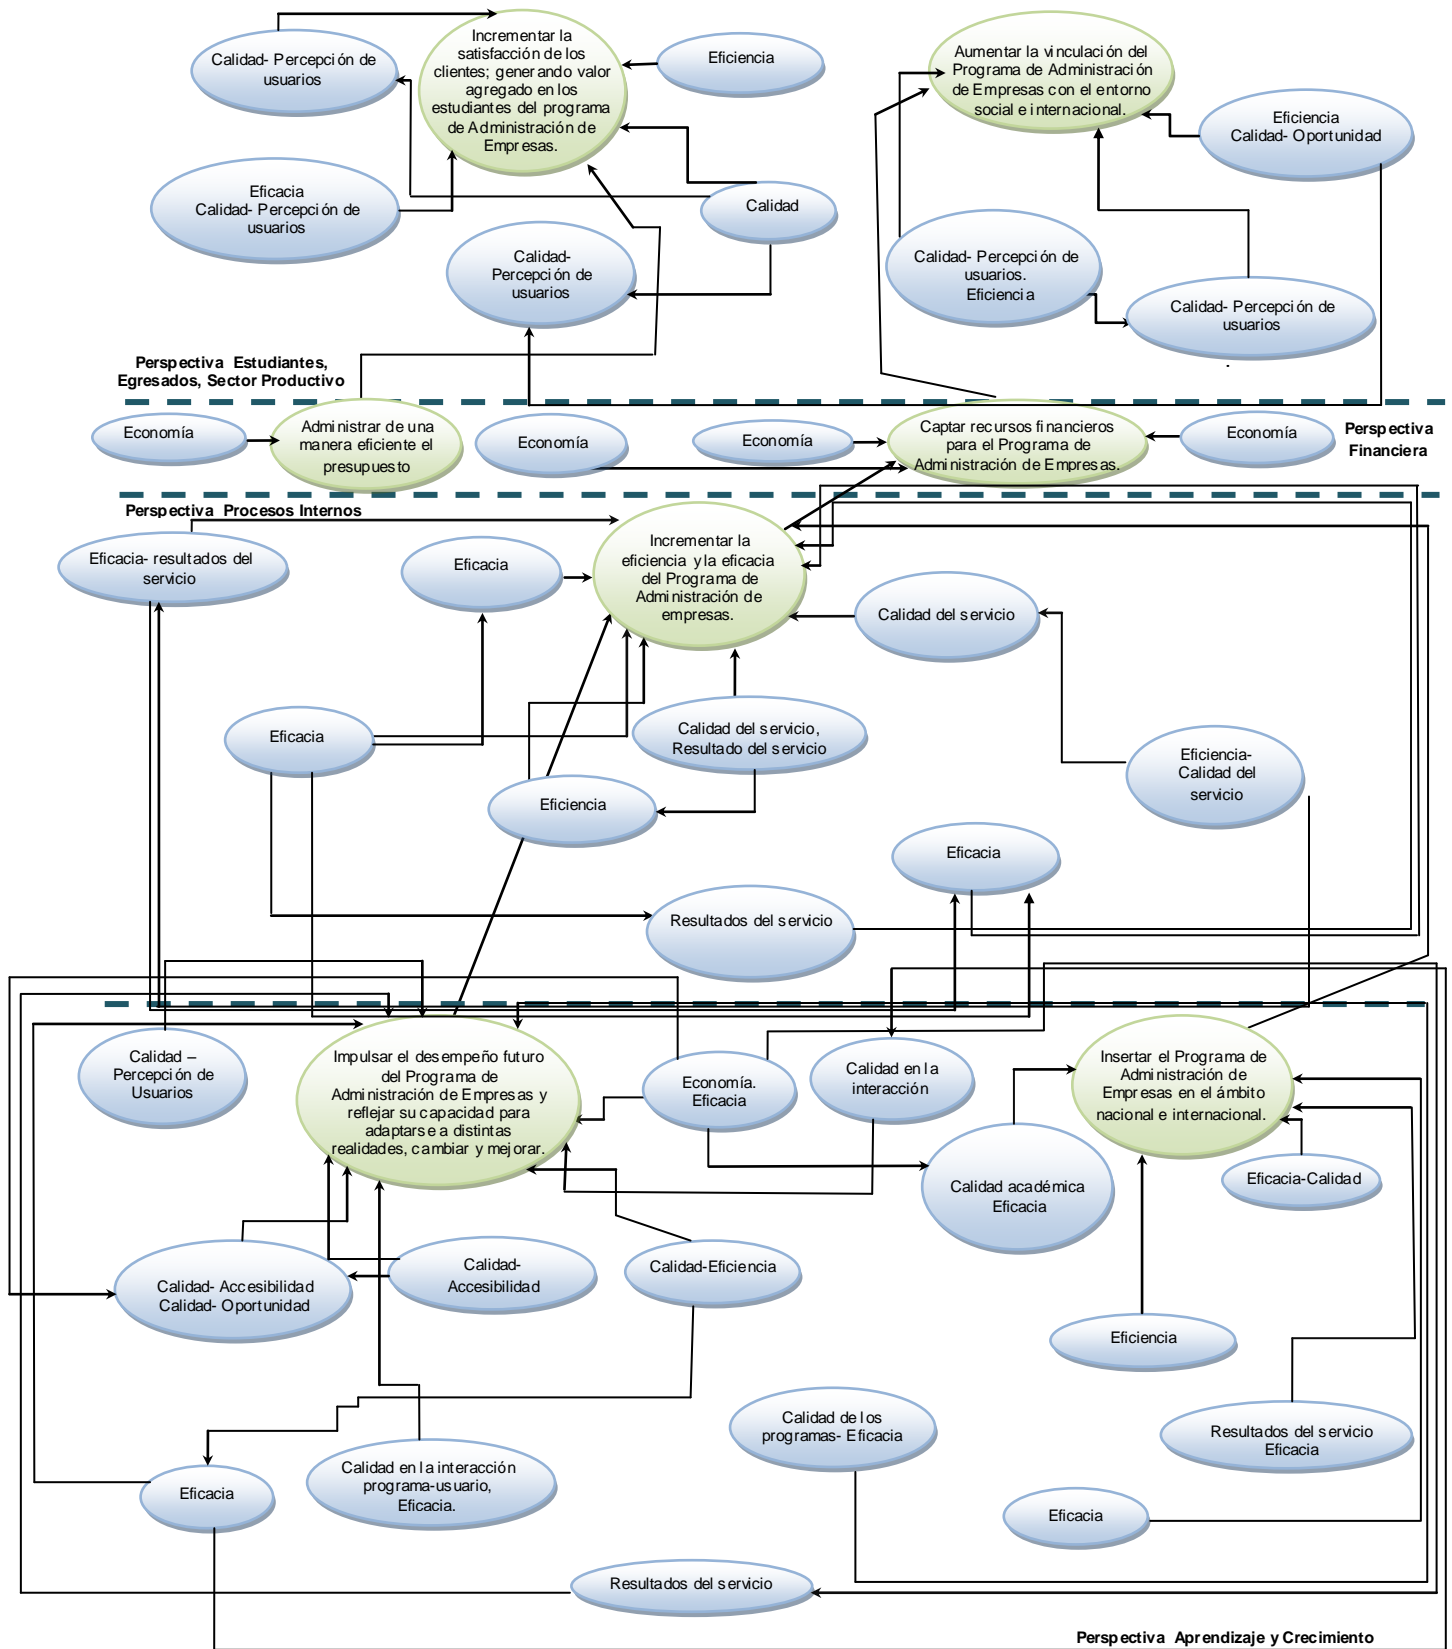 Incrementar la
satisfacción de los
clientes; generando valor
agregado en los
estudiantes del programa
de Administración de
Empresas.
Calidad- Percepción de
usuarios
Eficiencia
Aumentar la vinculación del
Programa de Administración
de Empresas con el entorno
social e internacional.
Eficiencia
Calidad- Oportunidad
Eficacia
Calidad- Percepción de
usuarios
Calidad
Calidad-
Percepción de
usuarios
Calidad- Percepción de
usuarios.
Eficiencia
Calidad- Percepción de
usuarios
.
Perspectiva Estudiantes,
Egresados, Sector Productivo
Economía
Administrar de una
manera eficiente el
presupuesto
Economía
Economía
Captar recursos financieros
para el Programa de
Administración de Empresas.
Economía
Perspectiva
Financiera
Perspectiva Procesos Internos
Eficacia- resultados del
servicio
Eficacia
Incrementar la
eficiencia y la eficacia
del Programa de
Administración de
empresas.
Calidad del servicio
Eficacia
Calidad del servicio,
Resultado del servicio
Eficiencia-
Calidad del
servicio
Eficiencia
Eficacia
Resultados del servicio
Calidad –
Percepción de
Usuarios
Impulsar el desempeño futuro
del Programa de
Administración de Empresas y
reflejar su capacidad para
adaptarse a distintas
realidades, cambiar y mejorar.
Economía.
Eficacia
Calidad en la
interacción
Insertar el Programa de
Administración de
Empresas en el ámbito
nacional e internacional.
Calidad académica
Eficacia
Eficacia-Calidad
Calidad- Accesibilidad
Calidad- Oportunidad
Calidad-
Accesibilidad
Calidad-Eficiencia
Eficiencia
Calidad de los
programas- Eficacia
Resultados del servicio
Eficacia
Eficacia
Calidad en la interacción
programa-usuario,
Eficacia.
Eficacia
Resultados del servicio
Perspectiva Aprendizaje y Crecimiento